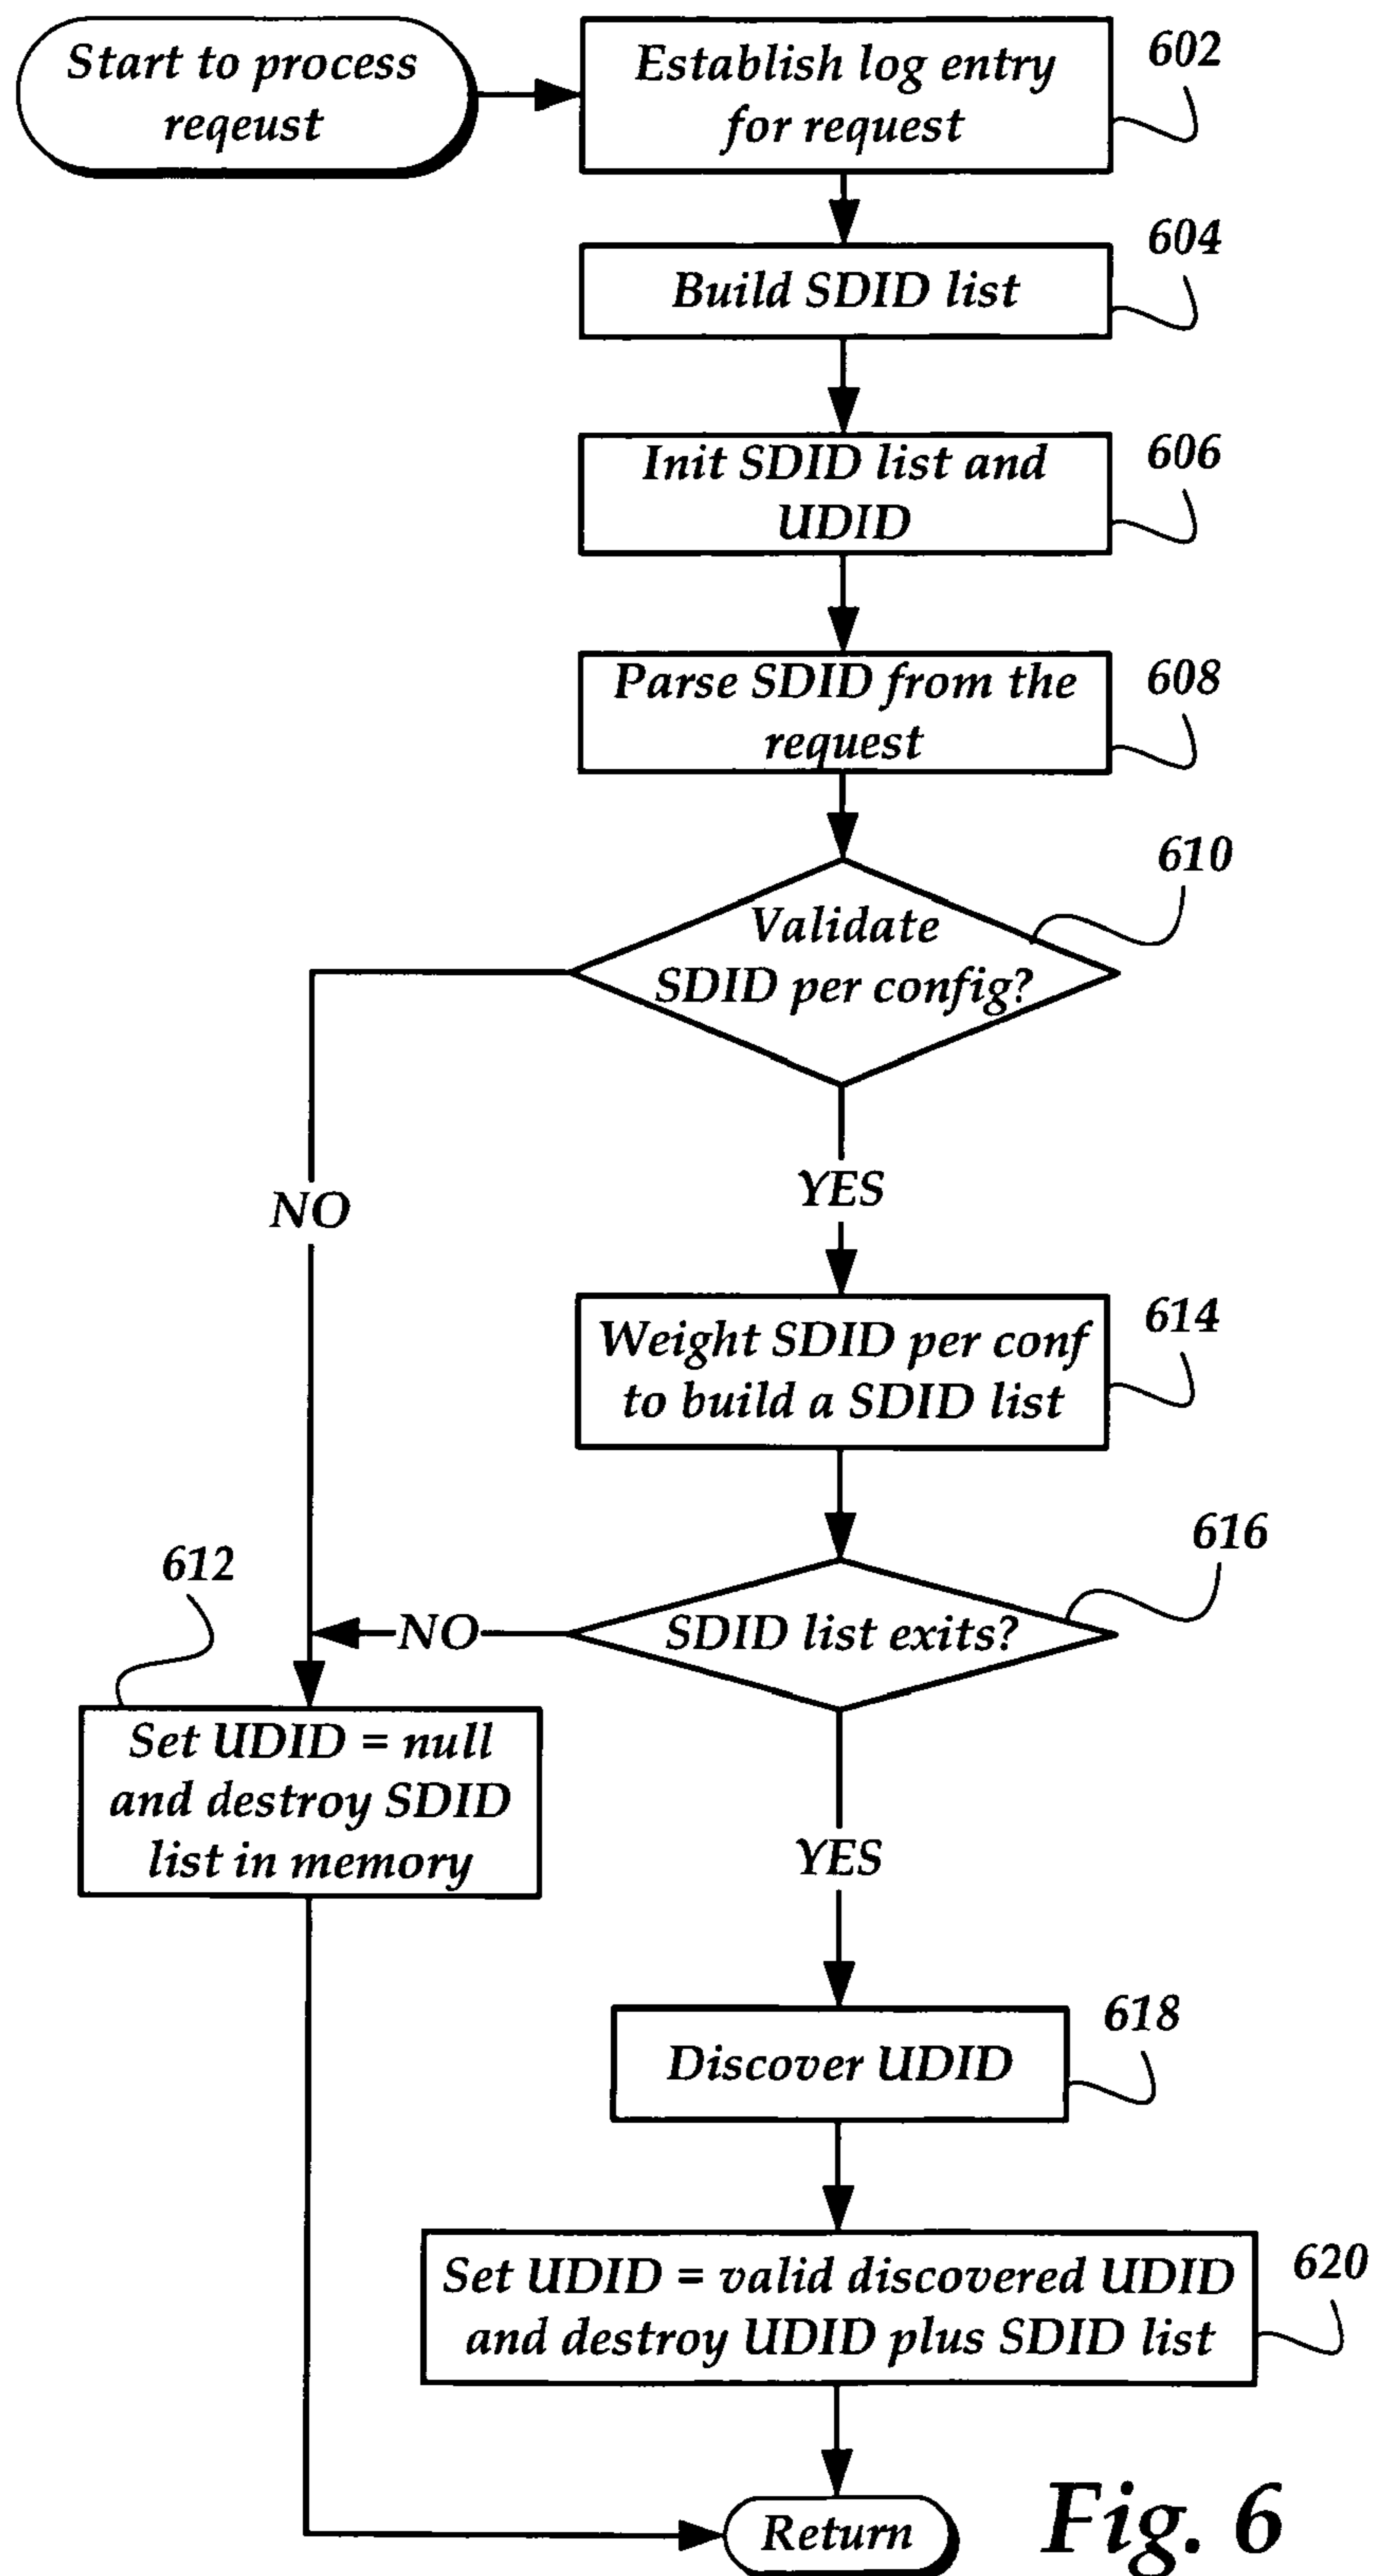 Start to process
reqeust
Establish log entry
for request
602
Build SDID list
604
Init SDID list and
UDID
606
Parse SDID from the
request
608
Validate
SDID per config?
610
NO
YES
Weight SDID per conf
to build a SDID list
614
SDID list exits?
616
NO
612
Set UDID = null
and destroy SDID
list in memory
YES
Discover UDID
618
Set UDID = valid discovered UDID
and destroy UDID plus SDID list
620
Return
Fig. 6